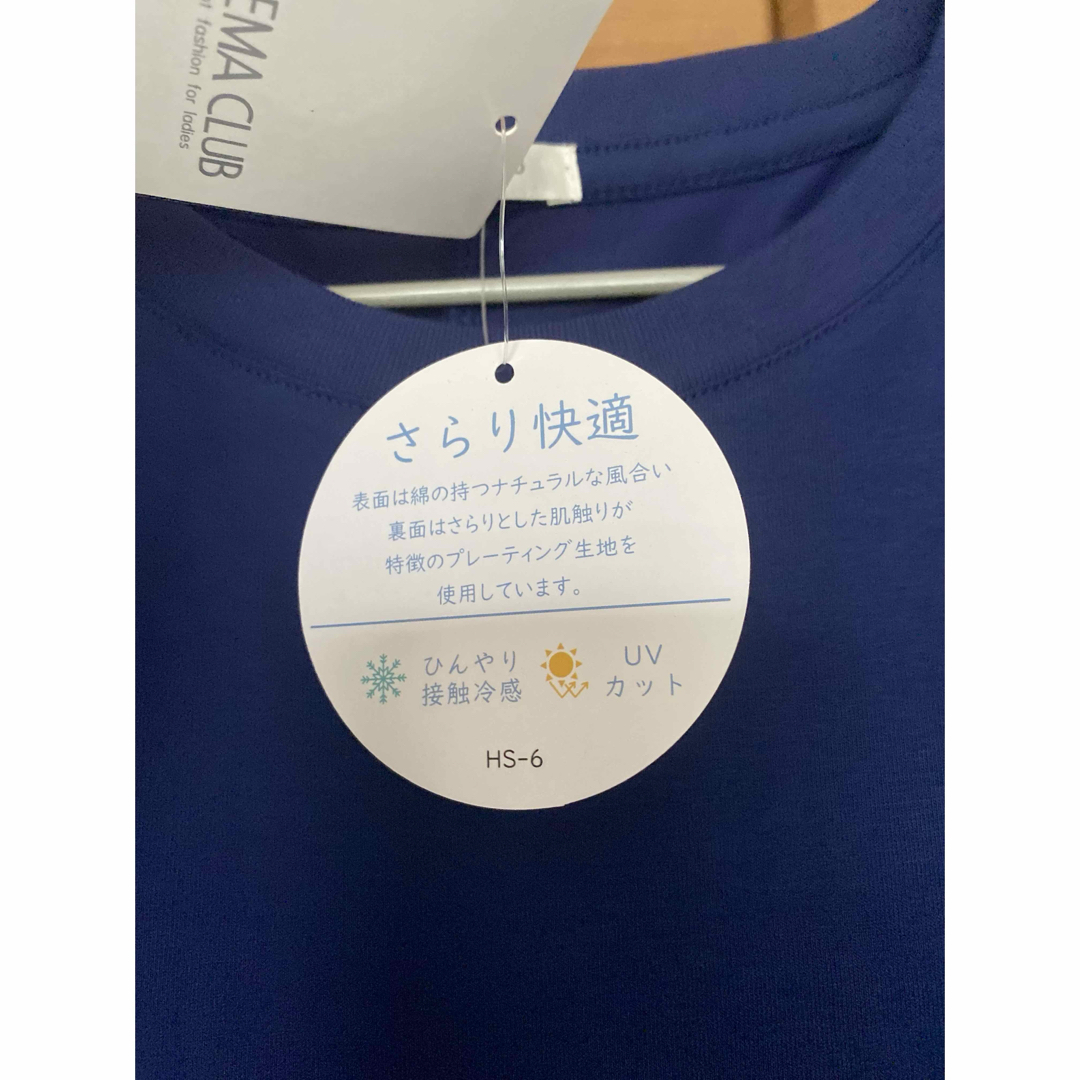 EMA CLUB
fashion for ladies
さらり快適
表面は綿の持つナチュラルな風合い
裏面はさらりとした肌触りが
特徴のプレーティング生地を
使用しています。
ひんやり
接触冷感
UV
カット
HS-6